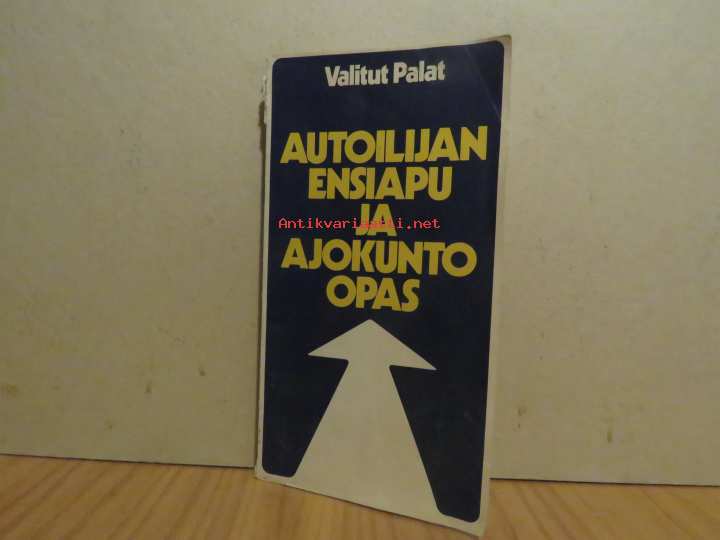 Valitut Palat
AUTOILIJAN
ENSIAPU
JA
Antikvariaatti.net
AJOKUNTO
OPAS